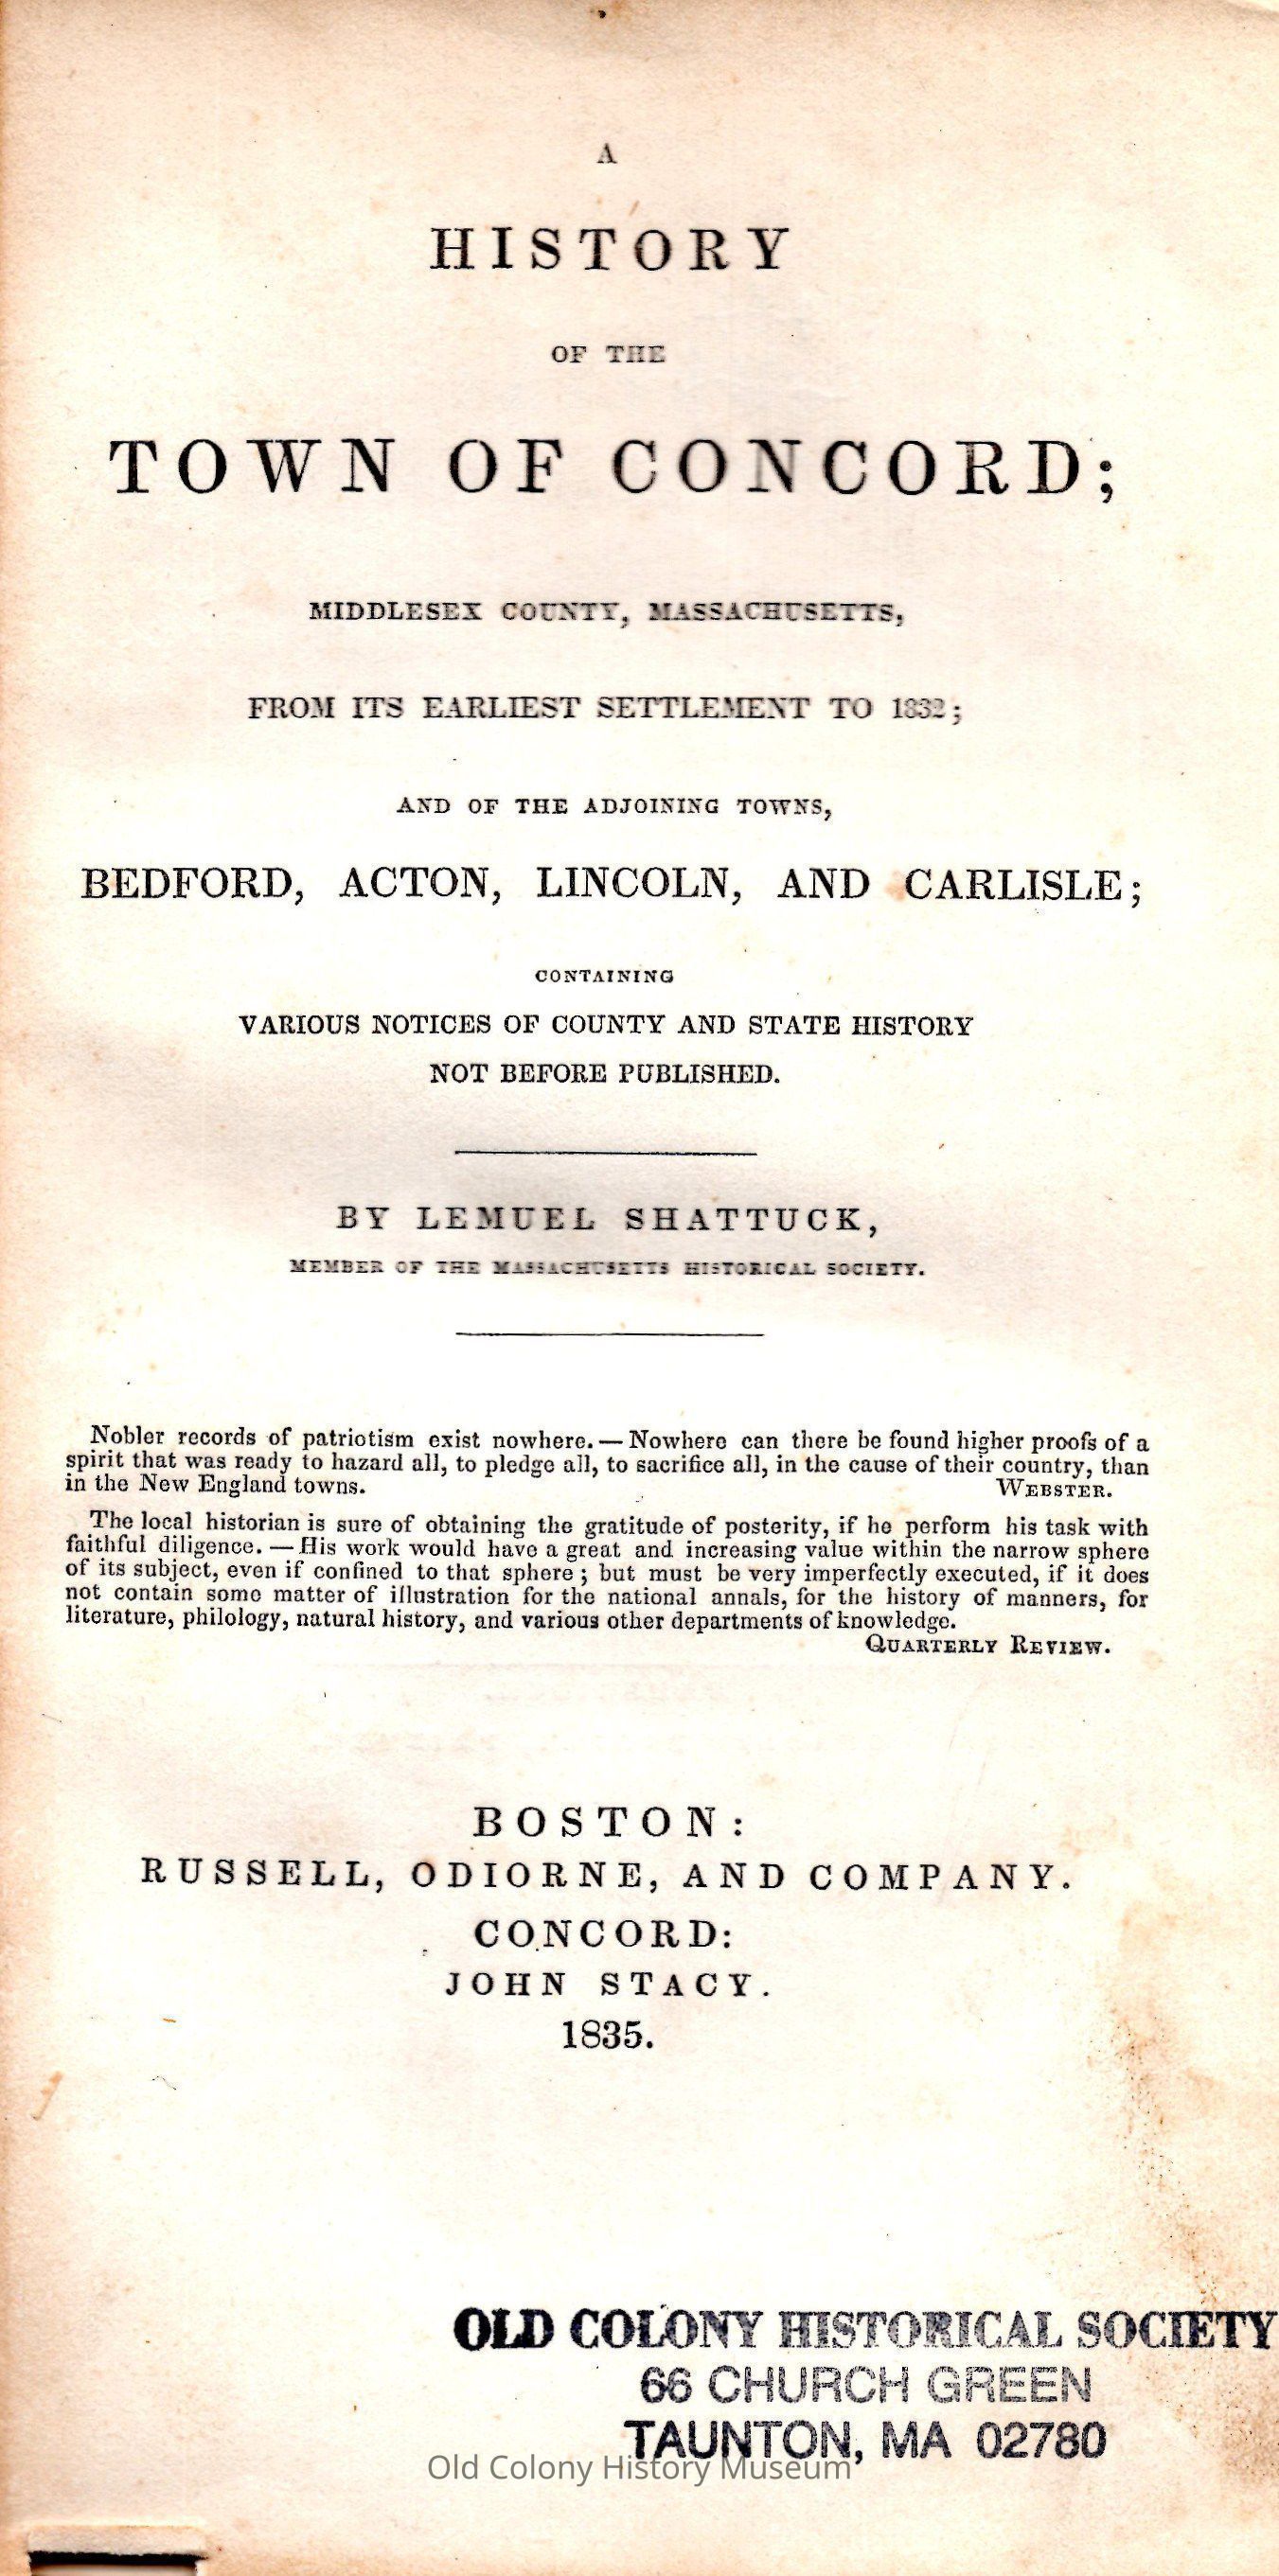 A
HISTORY
OF THE
TOWN OF CONCORD;
MIDDLESEX COUNTY, MASSACHUSETTS,
FROM ITS EARLIEST SETTLEMENT TO 1832;
AND OF THE ADJOINING TOWNS,
BEDFORD, ACTON, LINCOLN, AND CARLISLE;
CONTAINING
VARIOUS NOTICES OF COUNTY AND STATE HISTORY
NOT BEFORE PUBLISHED.
BY LEMUEL SHATTUCK,
MEMBER OF THE MASSACHUSETTS HISTORICAL SOCIETY.
Nobler records of patriotism exist nowhere. — Nowhere can there be found higher proofs of a
spirit that was ready to hazard all, to pledge all, to sacrifice all, in the cause of their country, than
in the New England towns. WEBSTER.
The local historian is sure of obtaining the gratitude of posterity, if he perform his task with
faithful diligence. — His work would have a great and increasing value within the narrow sphere
of its subject, even if confined to that sphere; but must be very imperfectly executed, if it does
not contain some matter of illustration for the national annals, for the history of manners, for
literature, philology, natural history, and various other departments of knowledge.
QUARTERLY REVIEW.
BOSTON:
RUSSELL, ODIORNE, AND COMPANY.
CONCORD:
JOHN STACY.
1835.
OLD COLONY HISTORICAL SOCIETY
66 CHURCH GREEN
TAUNTON, MA 02780
Old Colony History Museum